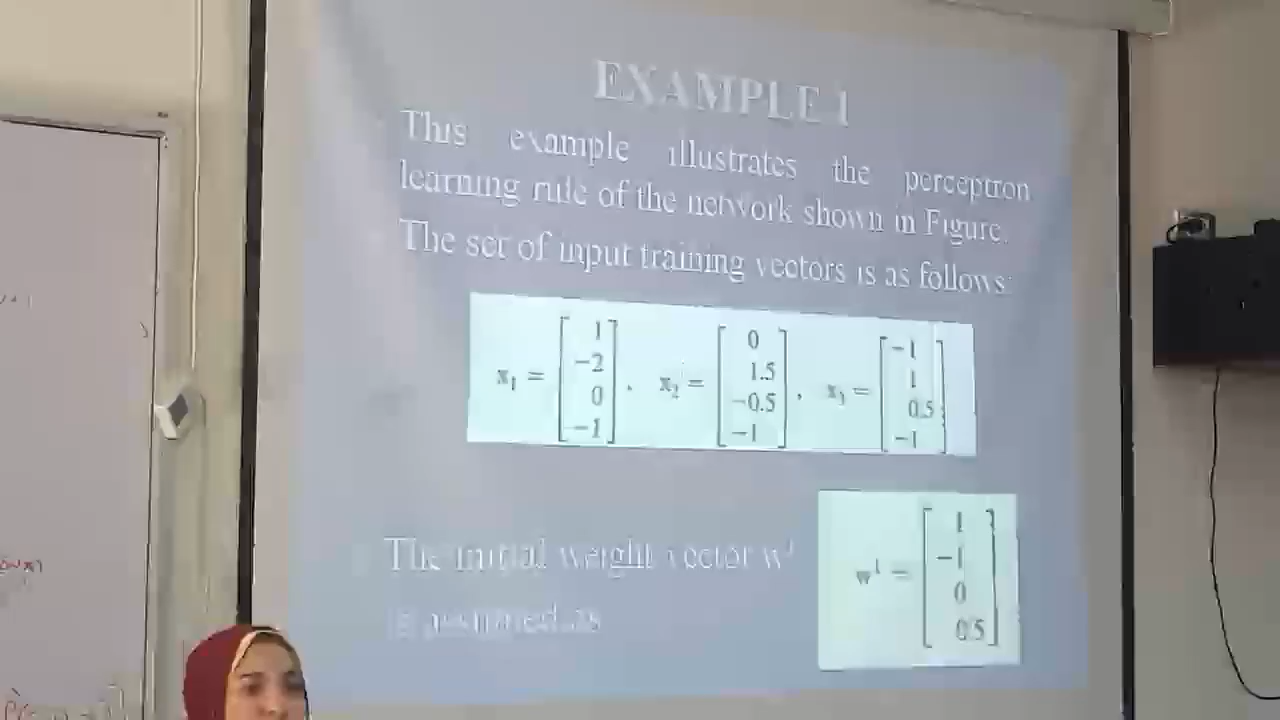 EXAMPLE 1
This example illustrates the perceptron
learning rule of the network shown in Figure.
The set of input training vectors is as follows:
x₁ = [1 -2 0 -1], x₂ = [0 1.5 -0.5 -1], x₃ = [-1 1 0.5 -1]
The initial weight vector w¹
is assumed as
w¹ = [1 -1 0 0.5]